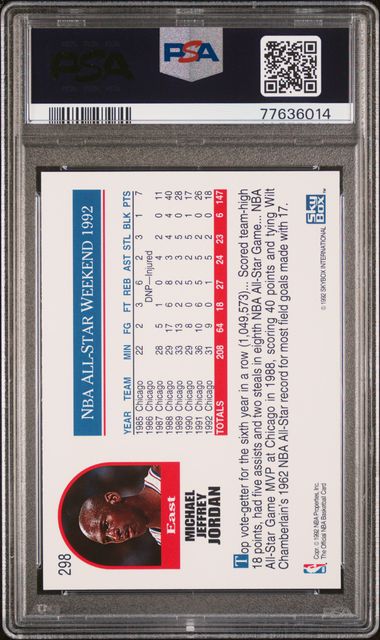 PSA
PSA
77636014
298
East
MICHAEL
JEFFREY
JORDAN
NBA ALL-STAR WEEKEND 1992
YEAR TEAM MIN FG FT REB AST STL BLK PTS
1985 Chicago 22 2 3 6 2 3 1 7
1986 Chicago DNP—Injured
1987 Chicago 28 5 1 0 4 2 0 11
1988 Chicago 29 17 6 8 3 4 4 40
1989 Chicago 33 13 2 2 3 5 0 28
1990 Chicago 29 8 0 5 2 5 1 17
1991 Chicago 36 10 6 5 5 2 0 26
1992 Chicago 31 9 0 1 5 2 0 18
TOTALS 208 64 18 27 24 23 6 147
Top vote-getter for the sixth year in a row (1,049,573)... Scored team-high
18 points, had five assists and two steals in eighth NBA All-Star Game... NBA
All-Star Game MVP at Chicago in 1988, scoring 40 points and tying Wilt
Chamberlain's 1962 NBA All-Star record for most field goals made with 17.
Copr. © 1992 NBA Properties, Inc.
The Official NBA Basketball Card
© 1992 SKYBOX INTERNATIONAL
SkyBox™